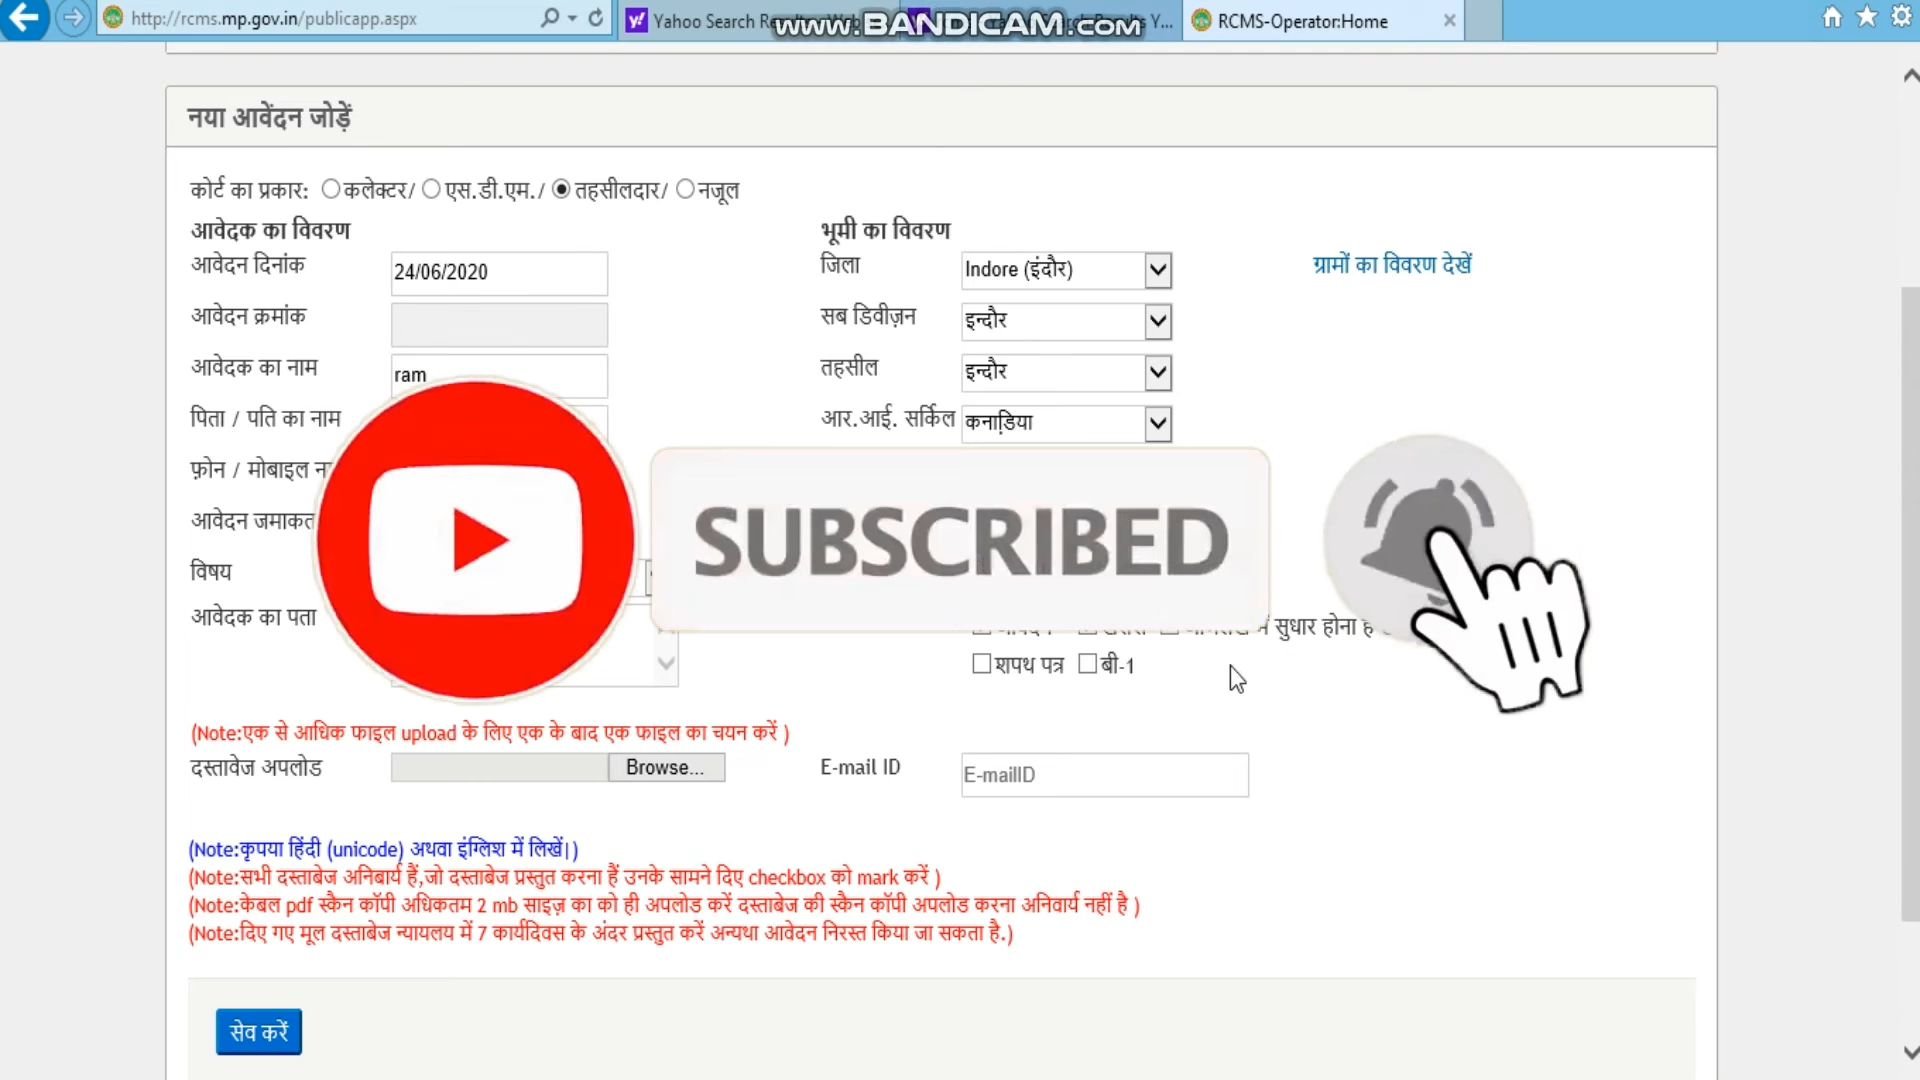 http://rcms.mp.gov.in/publicapp.aspx
Yahoo Search Re
www.BANDICAM.com
RCMS-Operator:Home
नया आवेंदन जोड़ें
कोर्ट का प्रकार: कलेक्टर/ एस.डी.एम./ तहसीलदार/ नजूल
आवेदक का विवरण
भूमी का विवरण
आवेदन दिनांक 24/06/2020
जिला Indore (इंदौर)
ग्रामों का विवरण देखें
आवेदन क्रमांक
सब डिवीज़न इन्दौर
आवेदक का नाम ram
तहसील इन्दौर
पिता / पति का नाम
आर.आई. सर्किल कनाडि़या
फ़ोन / मोबाइल
आवेदन
SUBSCRIBED
विषय
आवेदक का पता
में सुधार होना
शपथ पत्र बी-1
(Note:एक से आधिक फाइल upload के लिए एक के बाद एक फाइल का चयन करें )
दस्तावेज अपलोड Browse...
E-mail ID E-mailID
(Note:कृपया हिंदी (unicode) अथवा इंग्लिश में लिखें|)
(Note:सभी दस्ताबेज अनिबार्य हैं,जो दस्ताबेज प्रस्तुत करना हैं उनके सामने दिए checkbox को mark करें )
(Note:केबल pdf स्कैन कॉपी अधिकतम 2 mb साइज़ का को ही अपलोड करें दस्ताबेज की स्कैन कॉपी अपलोड करना अनिवार्य नहीं है )
(Note:दिए गए मूल दस्ताबेज न्यायलय में 7 कार्यदिवस के अंदर प्रस्तुत करें अन्यथा आवेदन निरस्त किया जा सकता है.)
सेव करें